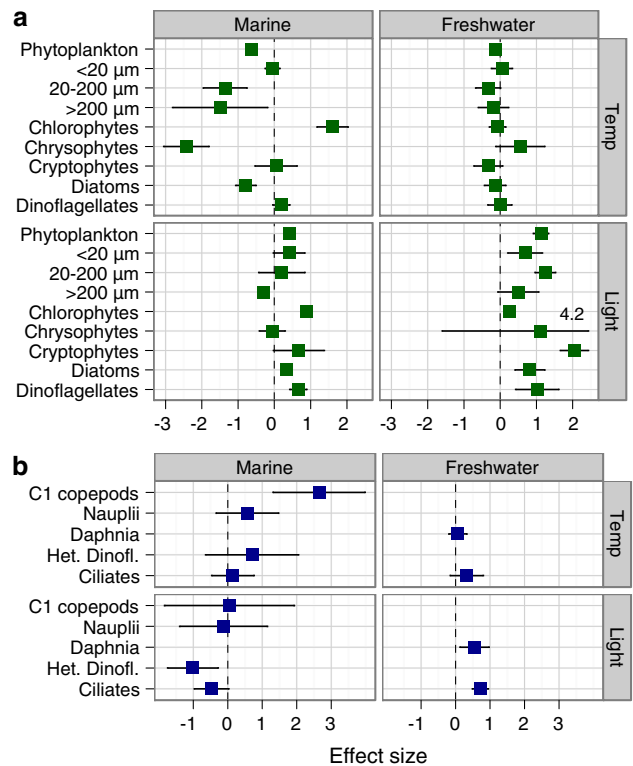 a
Marine
Freshwater
Phytoplankton
<20 µm
20-200 µm
>200 µm
Chlorophytes
Chrysophytes
Cryptophytes
Diatoms
Dinoflagellates
Temp
Phytoplankton
<20 µm
20-200 µm
>200 µm
Chlorophytes
Chrysophytes
Cryptophytes
Diatoms
Dinoflagellates
4.2
Light
-3 -2 -1 0 1 2
-3 -2 -1 0 1 2
b
Marine
Freshwater
C1 copepods
Nauplii
Daphnia
Het. Dinofl.
Ciliates
Temp
C1 copepods
Nauplii
Daphnia
Het. Dinofl.
Ciliates
Light
-1 0 1 2 3
-1 0 1 2 3
Effect size